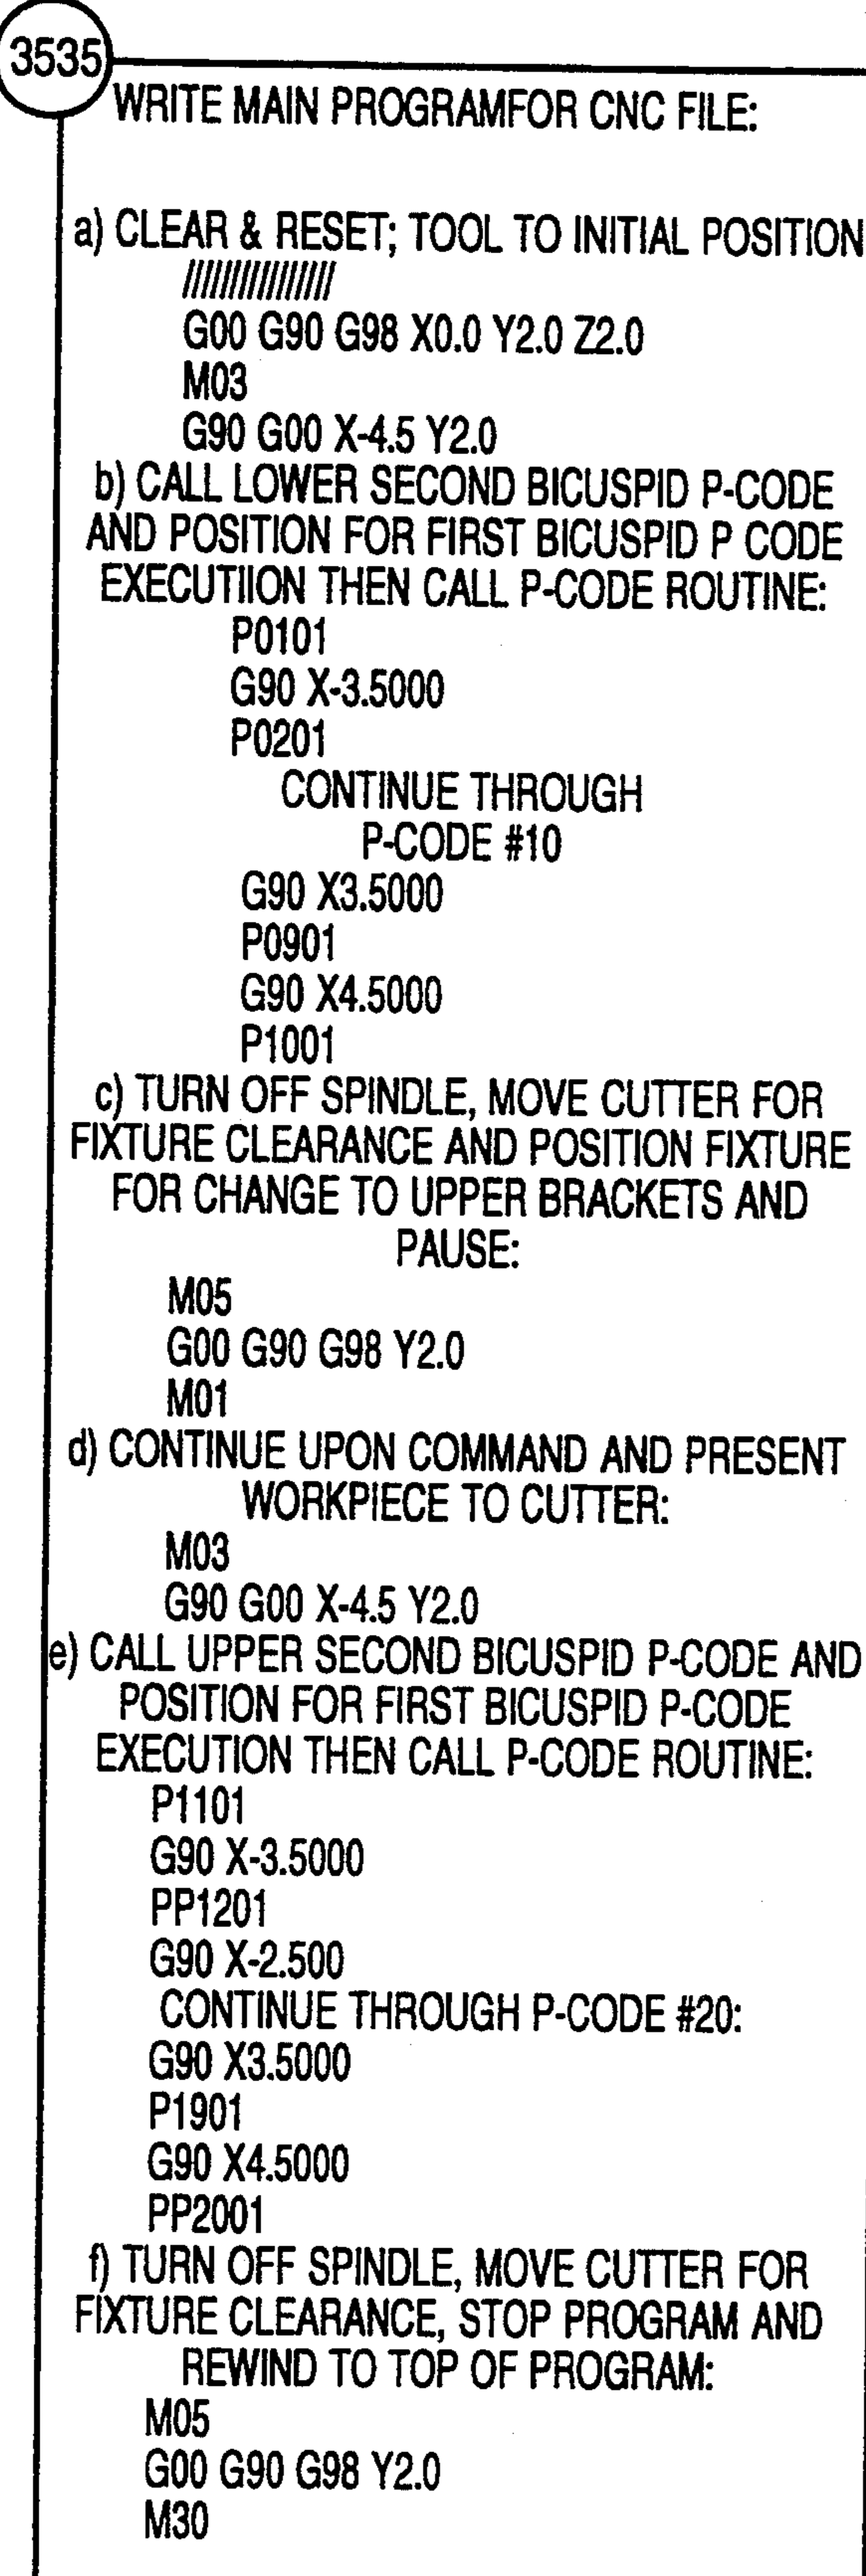 3535
WRITE MAIN PROGRAMFOR CNC FILE:
a) CLEAR & RESET; TOOL TO INITIAL POSITION
////////////////
G00 G90 G98 X0.0 Y2.0 Z2.0
M03
G90 G00 X-4.5 Y2.0
b) CALL LOWER SECOND BICUSPID P-CODE
AND POSITION FOR FIRST BICUSPID P CODE
EXECUTIION THEN CALL P-CODE ROUTINE:
P0101
G90 X-3.5000
P0201
CONTINUE THROUGH
P-CODE #10
G90 X3.5000
P0901
G90 X4.5000
P1001
c) TURN OFF SPINDLE, MOVE CUTTER FOR
FIXTURE CLEARANCE AND POSITION FIXTURE
FOR CHANGE TO UPPER BRACKETS AND
PAUSE:
M05
G00 G90 G98 Y2.0
M01
d) CONTINUE UPON COMMAND AND PRESENT
WORKPIECE TO CUTTER:
M03
G90 G00 X-4.5 Y2.0
e) CALL UPPER SECOND BICUSPID P-CODE AND
POSITION FOR FIRST BICUSPID P-CODE
EXECUTION THEN CALL P-CODE ROUTINE:
P1101
G90 X-3.5000
PP1201
G90 X-2.500
CONTINUE THROUGH P-CODE #20:
G90 X3.5000
P1901
G90 X4.5000
PP2001
f) TURN OFF SPINDLE, MOVE CUTTER FOR
FIXTURE CLEARANCE, STOP PROGRAM AND
REWIND TO TOP OF PROGRAM:
M05
G00 G90 G98 Y2.0
M30